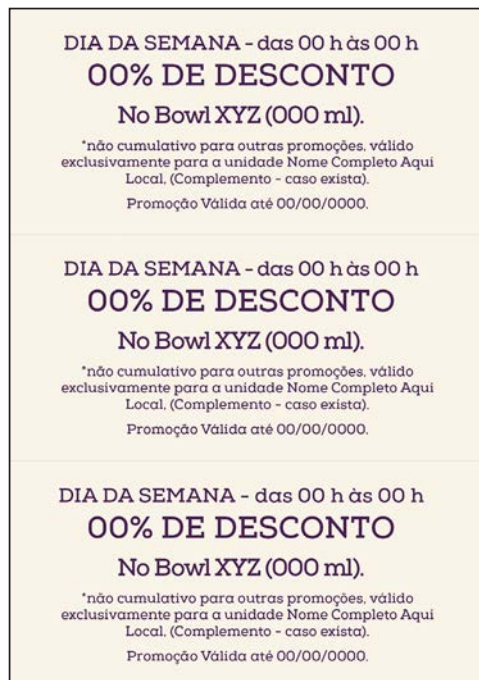 DIA DA SEMANA - das 00 h às 00 h
00% DE DESCONTO
No Bowl XYZ (000 ml).
*não cumulativo para outras promoções, válido
exclusivamente para a unidade Nome Completo Aqui
Local, (Complemento - caso exista).
Promoção Válida até 00/00/0000.
DIA DA SEMANA - das 00 h às 00 h
00% DE DESCONTO
No Bowl XYZ (000 ml).
*não cumulativo para outras promoções, válido
exclusivamente para a unidade Nome Completo Aqui
Local, (Complemento - caso exista).
Promoção Válida até 00/00/0000.
DIA DA SEMANA - das 00 h às 00 h
00% DE DESCONTO
No Bowl XYZ (000 ml).
*não cumulativo para outras promoções, válido
exclusivamente para a unidade Nome Completo Aqui
Local, (Complemento - caso exista).
Promoção Válida até 00/00/0000.